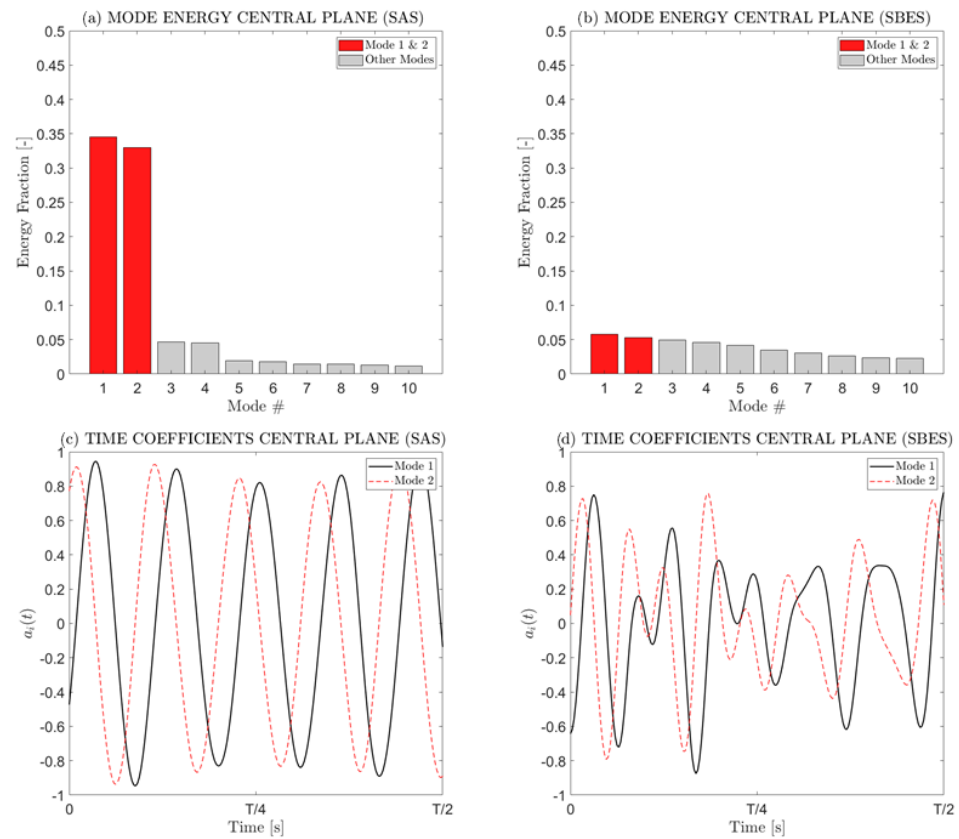 (a) MODE ENERGY CENTRAL PLANE (SAS)
0.5
0.45
0.4
0.35
0.3
0.25
0.2
0.15
0.1
0.05
0
Energy Fraction [-]
Mode 1 & 2
Other Modes
1 2 3 4 5 6 7 8 9 10
Mode #
(b) MODE ENERGY CENTRAL PLANE (SBES)
0.5
0.45
0.4
0.35
0.3
0.25
0.2
0.15
0.1
0.05
0
Energy Fraction [-]
Mode 1 & 2
Other Modes
1 2 3 4 5 6 7 8 9 10
Mode #
(c) TIME COEFFICIENTS CENTRAL PLANE (SAS)
1
0.8
0.6
0.4
0.2
0
-0.2
-0.4
-0.6
-0.8
-1
a_i(t)
Mode 1
Mode 2
0 T/4 T/2
Time [s]
(d) TIME COEFFICIENTS CENTRAL PLANE (SBES)
1
0.8
0.6
0.4
0.2
0
-0.2
-0.4
-0.6
-0.8
-1
a_i(t)
Mode 1
Mode 2
0 T/4 T/2
Time [s]